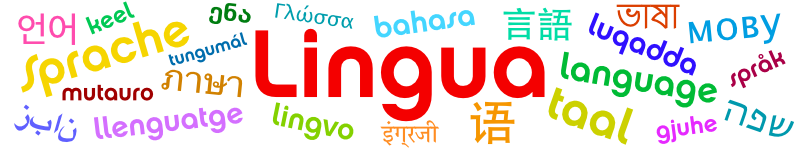 언어
keel
ენა
Γλώσσα
bahasa
言語
भाषा
MOBY
Sprache
tungumál
Lingua
luqadda
språk
mutauro
ภาษา
language
زبان
llenguatge
lingvo
इंग्रजी
语
taal
gjuhe
שפה